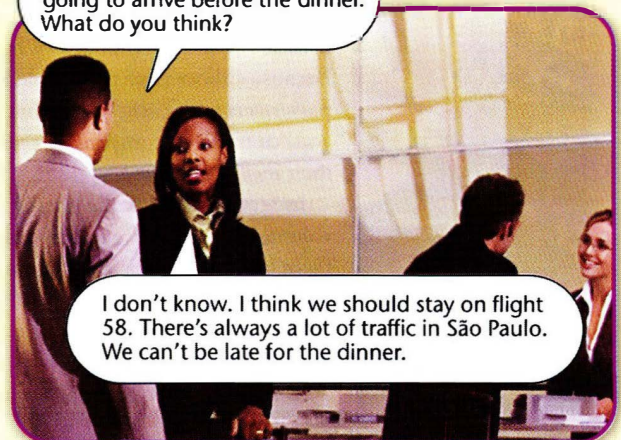 going to arrive before the dinner.
What do you think?
I don't know. I think we should stay on flight
58. There's always a lot of traffic in São Paulo.
We can't be late for the dinner.